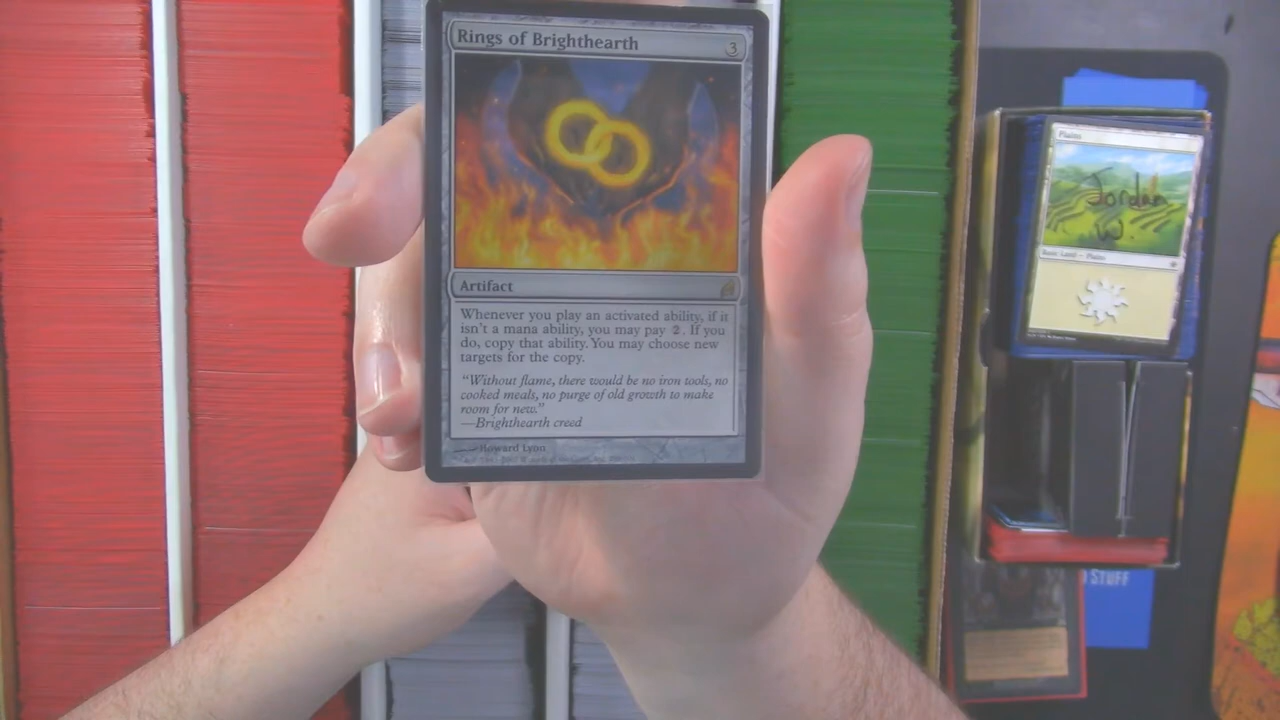 Rings of Brighthearth 3
Artifact
Whenever you play an activated ability, if it
isn't a mana ability, you may pay 2. If you
do, copy that ability. You may choose new
targets for the copy.
"Without flame, there would be no iron tools, no
cooked meals, no purge of old growth to make
room for new."
—Brighthearth creed
Howard Lyon
Plains
Jordan
W.
Basic Land — Plains
STUFF